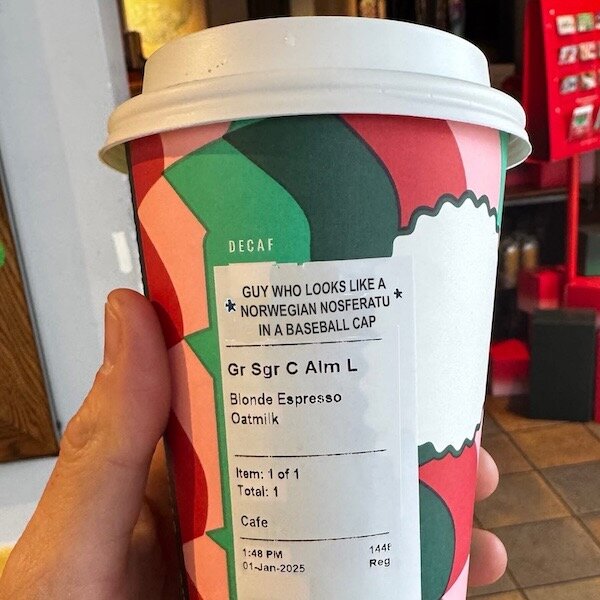 DECAF
* GUY WHO LOOKS LIKE A *
NORWEGIAN NOSFERATU
IN A BASEBALL CAP
Gr Sgr C Alm L
Blonde Espresso
Oatmilk
Item: 1 of 1
Total: 1
Cafe
1:48 PM
01-Jan-2025
Reg